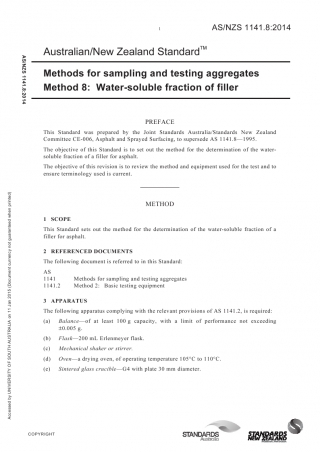 1
AS/NZS 1141.8:2014
Australian/New Zealand Standard™
Methods for sampling and testing aggregates
Method 8: Water-soluble fraction of filler
PREFACE
This Standard was prepared by the Joint Standards Australia/Standards New Zealand
Committee CE-006, Asphalt and Sprayed Surfacing, to supersede AS 1141.8—1995.
The objective of this Standard is to set out the method for the determination of the water-
soluble fraction of a filler for asphalt.
The objective of this revision is to review the method and equipment used for the test and to
ensure terminology used is current.
METHOD
1 SCOPE
This Standard sets out the method for the determination of the water-soluble fraction of a
filler for asphalt.
2 REFERENCED DOCUMENTS
The following document is referred to in this Standard:
AS
1141 Methods for sampling and testing aggregates
1141.2 Method 2: Basic testing equipment
3 APPARATUS
The following apparatus complying with the relevant provisions of AS 1141.2, is required:
(a) Balance—of at least 100 g capacity, with a limit of performance not exceeding
±0.005 g.
(b) Flask—200 mL Erlenmeyer flask.
(c) Mechanical shaker or stirrer.
(d) Oven—a drying oven, of operating temperature 105°C to 110°C.
(e) Sintered glass crucible—G4 with plate 30 mm diameter.
COPYRIGHT
STANDARDS
Australia
STANDARDS
NEW ZEALAND
AS/NZS 1141.8:2014
Accessed by UNIVERSITY OF SOUTH AUSTRALIA on 11 Jun 2015 (Document currency not guaranteed when printed)